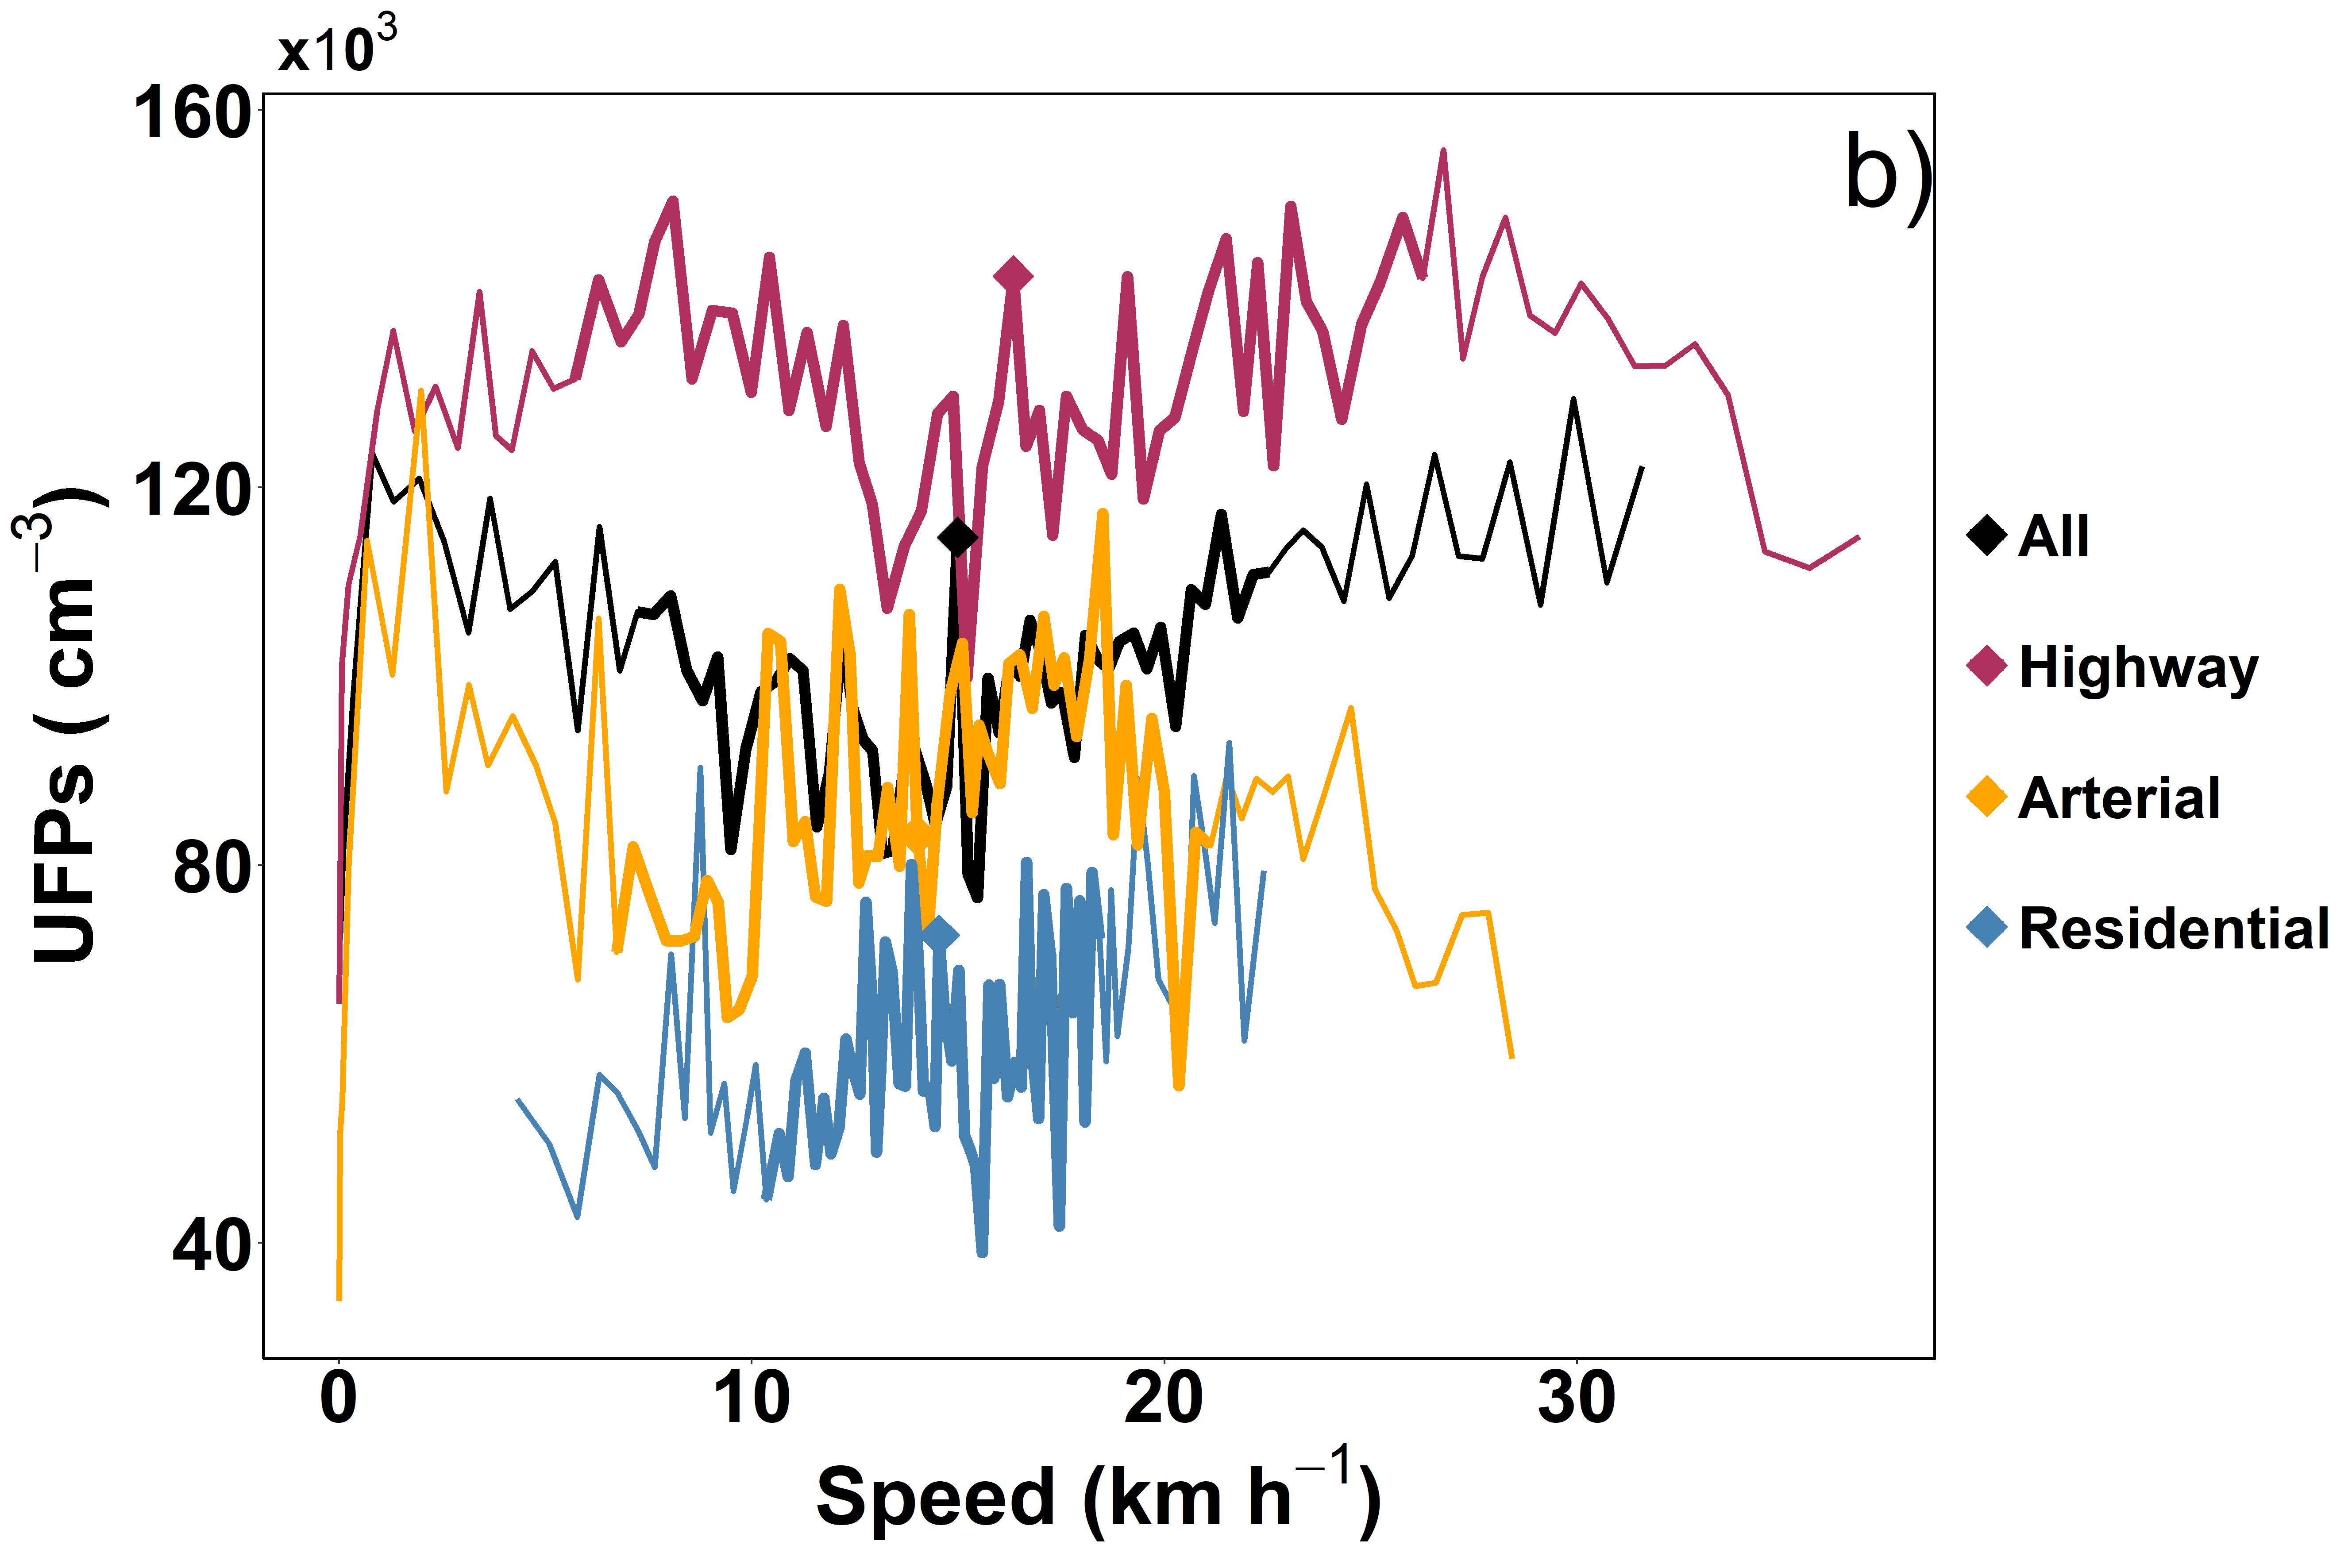 x10³
160
120
80
40
UFPs ( cm⁻³)
b)
All
Highway
Arterial
Residential
0 10 20 30
Speed (km h⁻¹)